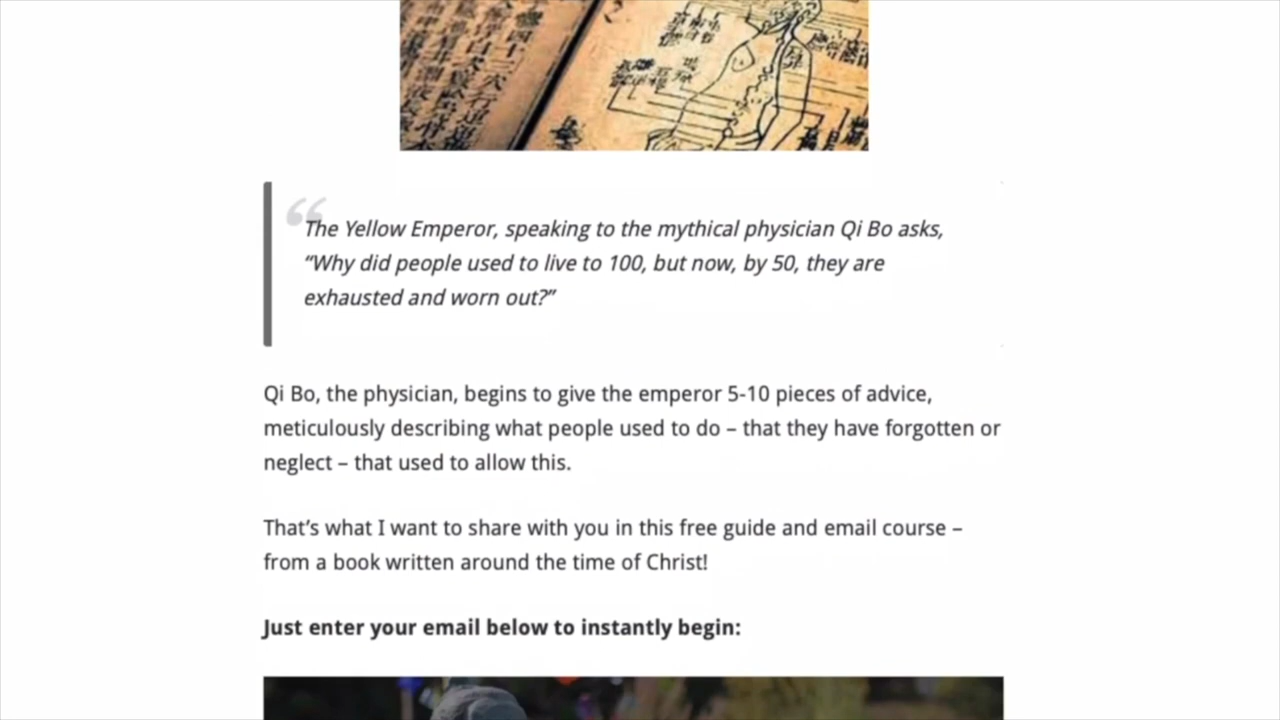 The Yellow Emperor, speaking to the mythical physician Qi Bo asks,
“Why did people used to live to 100, but now, by 50, they are
exhausted and worn out?”
Qi Bo, the physician, begins to give the emperor 5-10 pieces of advice,
meticulously describing what people used to do – that they have forgotten or
neglect – that used to allow this.
That’s what I want to share with you in this free guide and email course –
from a book written around the time of Christ!
Just enter your email below to instantly begin: